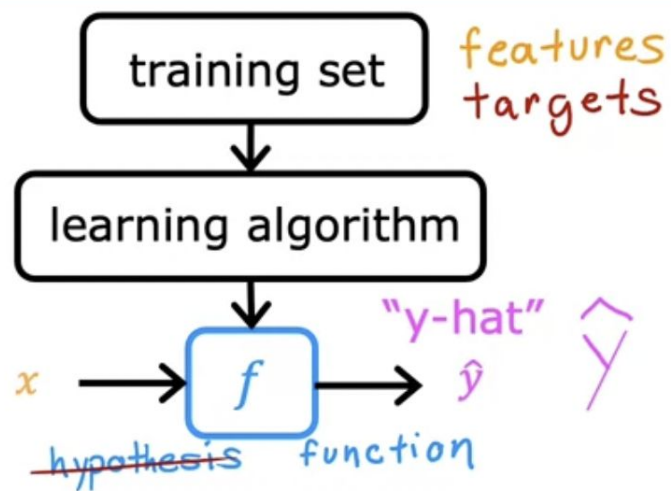 training set
features
targets
learning algorithm
"y-hat"
x
f
ŷ
ŷ
hypothesis function